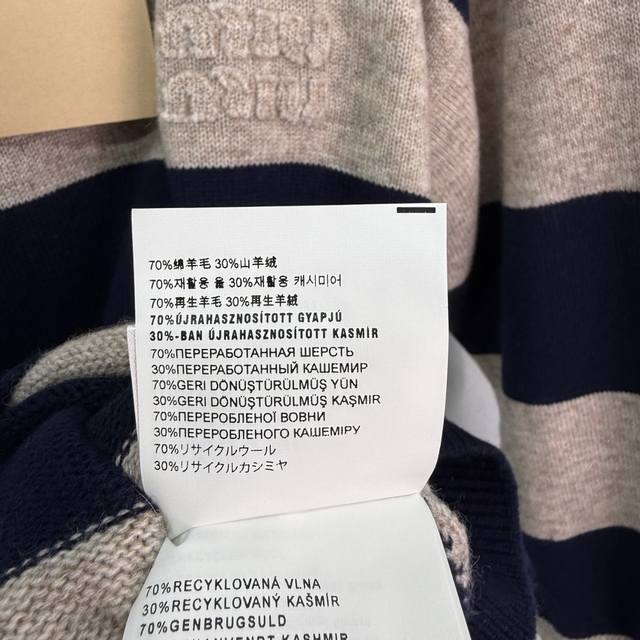 70%绵羊毛 30%山羊绒
70%재활용 울 30%재활용 캐시미어
70%再生羊毛 30%再生羊绒
70%ÚJRAHASZNOSÍTOTT GYAPJÚ
30%-BAN ÚJRAHASZNOSÍTOTT KASMÍR
70%ПЕРЕРАБОТАННАЯ ШЕРСТЬ
30%ПЕРЕРАБОТАННЫЙ КАШЕМИР
70%GERI DÖNÜŞTÜRÜLMÜŞ YÜN
30%GERI DÖNÜŞTÜRÜLMÜŞ KAŞMIR
70%ПЕРЕРОБЛЕНОЇ ВОВНИ
30%ПЕРЕРОБЛЕНОГО КАШЕМІРУ
70%リサイクルウール
30%リサイクルカシミヤ
70%RECYKLOVANÁ VLNA
30%RECYKLOVANÝ KAŠMÍR
70%GENBRUGSULD
KASHMIR